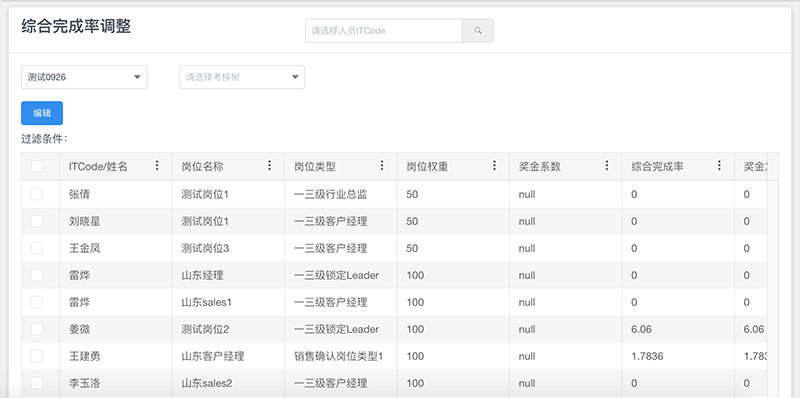 综合完成率调整
请选择人员ITCode
测试0926 请选择考核树
编辑
过滤条件:
ITCode/姓名 岗位名称 岗位类型 岗位权重 奖金系数 综合完成率 奖金
张倩 测试岗位1 一三级行业总监 50 null 0 0
刘晓星 测试岗位1 一三级客户经理 50 null 0 0
王金凤 测试岗位3 一三级客户经理 50 null 0 0
雷烨 山东经理 一三级锁定Leader 100 null 0 0
雷烨 山东sales1 一三级客户经理 100 null 0 0
姜微 测试岗位2 一三级锁定Leader 100 null 6.06 6.06
王建勇 山东客户经理 销售确认岗位类型1 100 null 1.7836 1.783
李玉洛 山东sales2 一三级客户经理 100 null 0 0